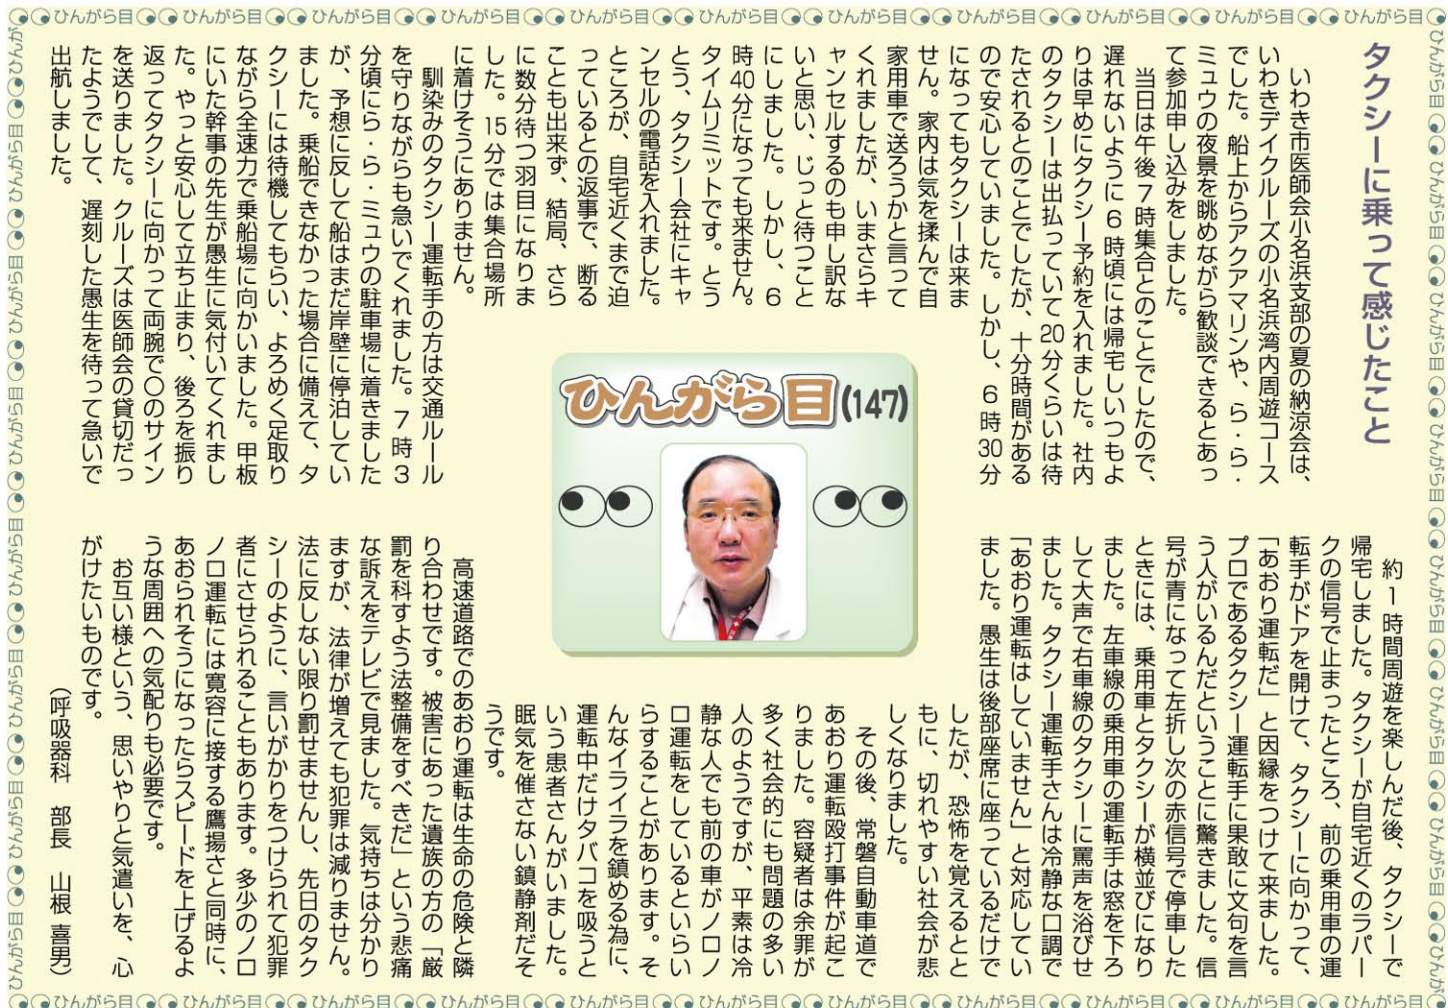 タクシーに乗って感じたこと
いわき市医師会小名浜支部の夏の納涼会は、
いわきデイクルーズの小名浜湾内周遊コース
でした。船上からアクアマリンや、ら・ら・
ミュウの夜景を眺めながら歓談できるとあっ
て参加申し込みをしました。
当日は午後7時集合とのことでしたので、
遅れないように6時頃には帰宅しいつもよ
りは早めにタクシー予約を入れました。社内
のタクシーは出払っていて20分くらいは待
たされるとのことでしたが、十分時間がある
ので安心していました。しかし、6時30分
になってもタクシーは来ま
せん。家内は気を揉んで自
家用車で送ろうかと言って
くれましたが、いまさらキ
ャンセルするのも申し訳な
いと思い、じっと待つこと
にしました。しかし、6
時40分になっても来ません。
タイムリミットです。とう
とう、タクシー会社にキャ
ンセルの電話を入れました。
ところが、自宅近くまで迫
っているとの返事で、断る
ことも出来ず、結局、さら
に数分待つ羽目になりま
した。15分では集合場所
に着けそうにありません。
馴染みのタクシー運転手の方は交通ルール
を守りながらも急いでくれました。7時3
分頃にら・ら・ミュウの駐車場に着きました
が、予想に反して船はまだ岸壁に停泊してい
ました。乗船できなかった場合に備えて、タ
クシーには待機してもらい、よろめく足取り
ながら全速力で乗船場に向かいました。甲板
にいた幹事の先生が愚生に気付いてくれまし
た。やっと安心して立ち止まり、後ろを振り
返ってタクシーに向かって両腕で〇のサイン
を送りました。クルーズは医師会の貸切だっ
たようでして、遅刻した愚生を待って急いで
出航しました。
ひんがら目(147)
約1時間周遊を楽しんだ後、タクシーで
帰宅しました。タクシーが自宅近くのラパー
クの信号で止まったところ、前の乗用車の運
転手がドアを開けて、タクシーに向かって、
「あおり運転だ」と因縁をつけて来ました。
プロであるタクシー運転手に果敢に文句を言
う人がいるんだということに驚きました。信
号が青になって左折し次の赤信号で停車した
ときには、乗用車とタクシーが横並びになり
ました。左車線の乗用車の運転手は窓を下ろ
して大声で右車線のタクシーに罵声を浴びせ
ました。タクシー運転手さんは冷静な口調で
「あおり運転はしていません」と対応してい
ました。愚生は後部座席に座っているだけで
したが、恐怖を覚えるとと
もに、切れやすい社会が悲
しくなりました。
その後、常磐自動車道で
あおり運転殴打事件が起こ
りました。容疑者は余罪が
多く社会的にも問題の多い
人のようですが、平素は冷
静な人でも前の車がノロノ
ロ運転をしているといらい
らすることがあります。そ
んなイライラを鎮める為に、
運転中だけタバコを吸うと
いう患者さんがいました。
眠気を催さない鎮静剤だそ
うです。
高速道路でのあおり運転は生命の危険と隣
り合わせです。被害にあった遺族の方の「厳
罰を科すよう法整備をすべきだ」という悲痛
な訴えをテレビで見ました。気持ちは分かり
ますが、法律が増えても犯罪は減りません。
法に反しない限り罰せませんし、先日のタク
シーのように、言いがかりをつけられて犯罪
者にさせられることもあります。多少のノロ
ノロ運転には寛容に接する鷹揚さと同時に、
あおられそうになったらスピードを上げるよ
うな周囲への気配りも必要です。
お互い様という、思いやりと気遣いを、心
がけたいものです。
(呼吸器科 部長 山根 喜男)
ひんがら目 ひんがら目 ひんがら目 ひんがら目 ひんがら目 ひんがら目 ひんがら目 ひんがら目 ひんがら目 ひんがら目 ひんがら目